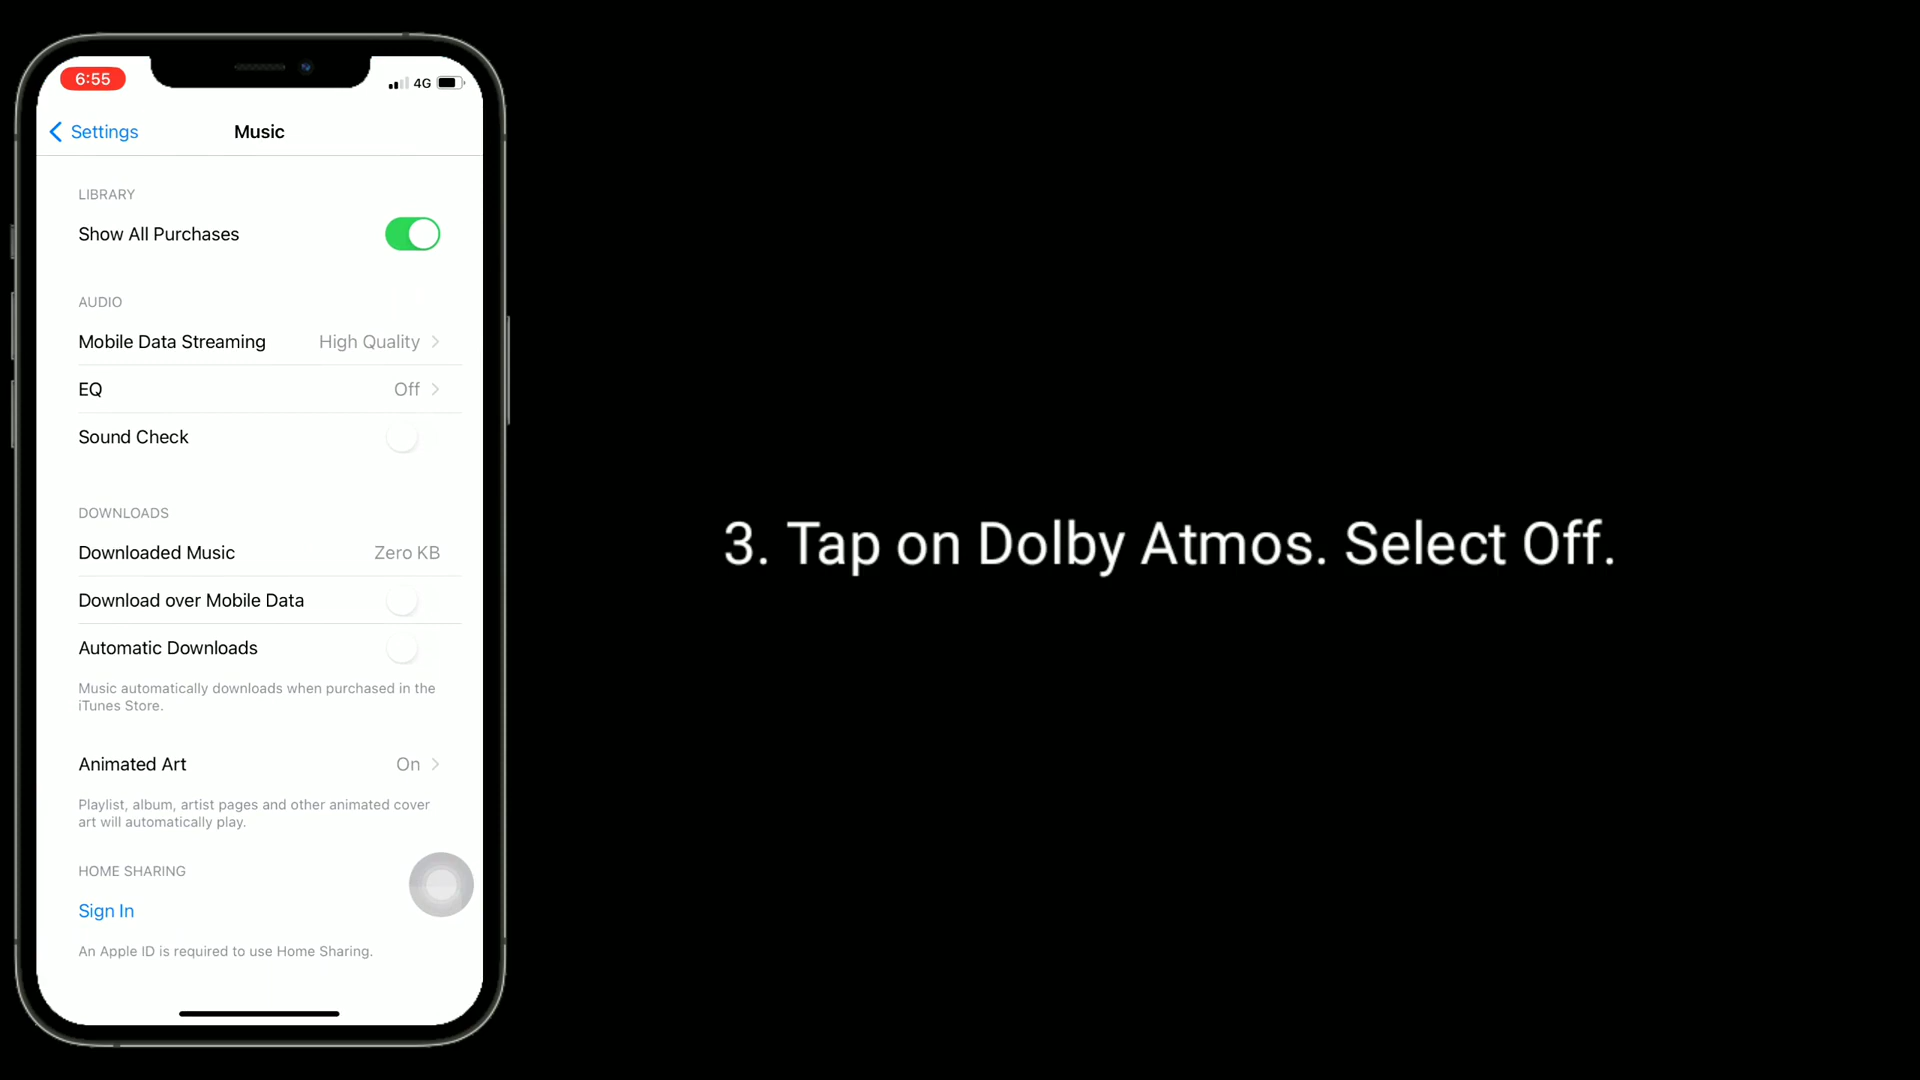 6:55
4G
Settings
Music
LIBRARY
Show All Purchases
AUDIO
Mobile Data Streaming High Quality
EQ Off
Sound Check
DOWNLOADS
Downloaded Music Zero KB
Download over Mobile Data
Automatic Downloads
Music automatically downloads when purchased in the
iTunes Store.
Animated Art On
Playlist, album, artist pages and other animated cover
art will automatically play.
HOME SHARING
Sign In
An Apple ID is required to use Home Sharing.
3. Tap on Dolby Atmos. Select Off.